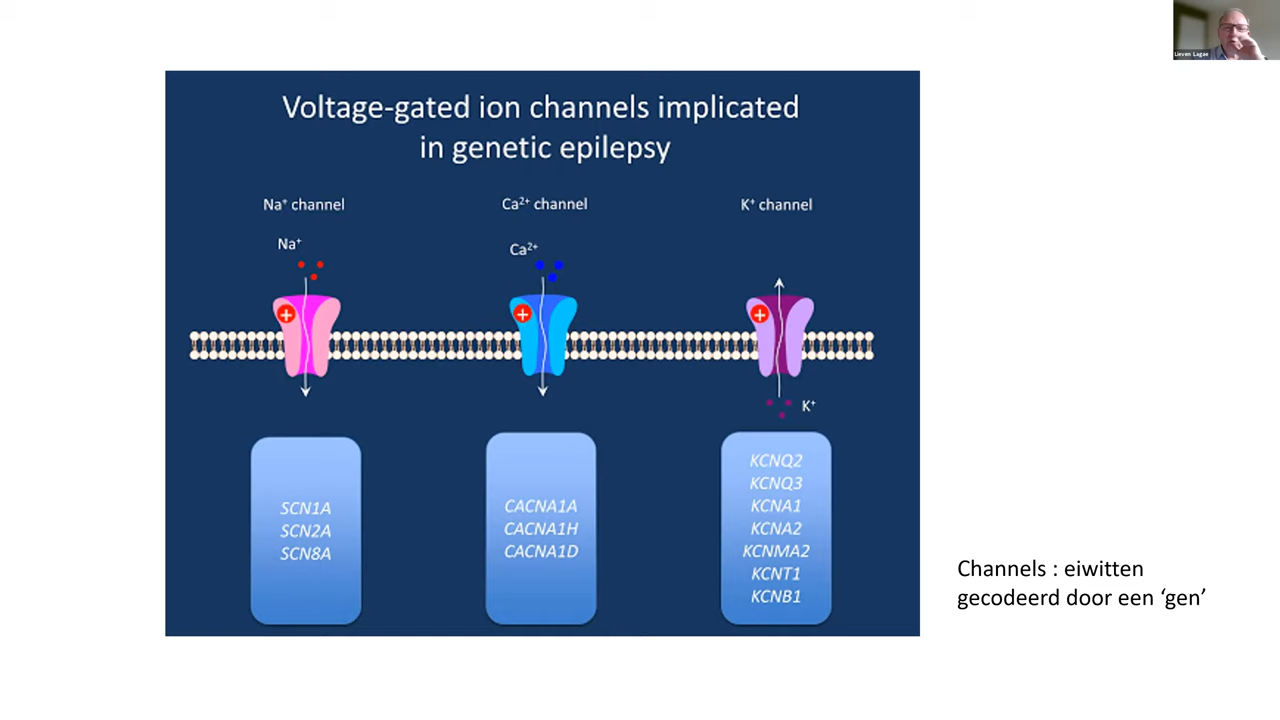 Lieven Lagae
Voltage-gated ion channels implicated
in genetic epilepsy
Na⁺ channel
Ca²⁺ channel
K⁺ channel
Na⁺
Ca²⁺
K⁺
SCN1A
SCN2A
SCN8A
CACNA1A
CACNA1H
CACNA1D
KCNQ2
KCNQ3
KCNA1
KCNA2
KCNMA2
KCNT1
KCNB1
Channels : eiwitten
gecodeerd door een ‘gen’